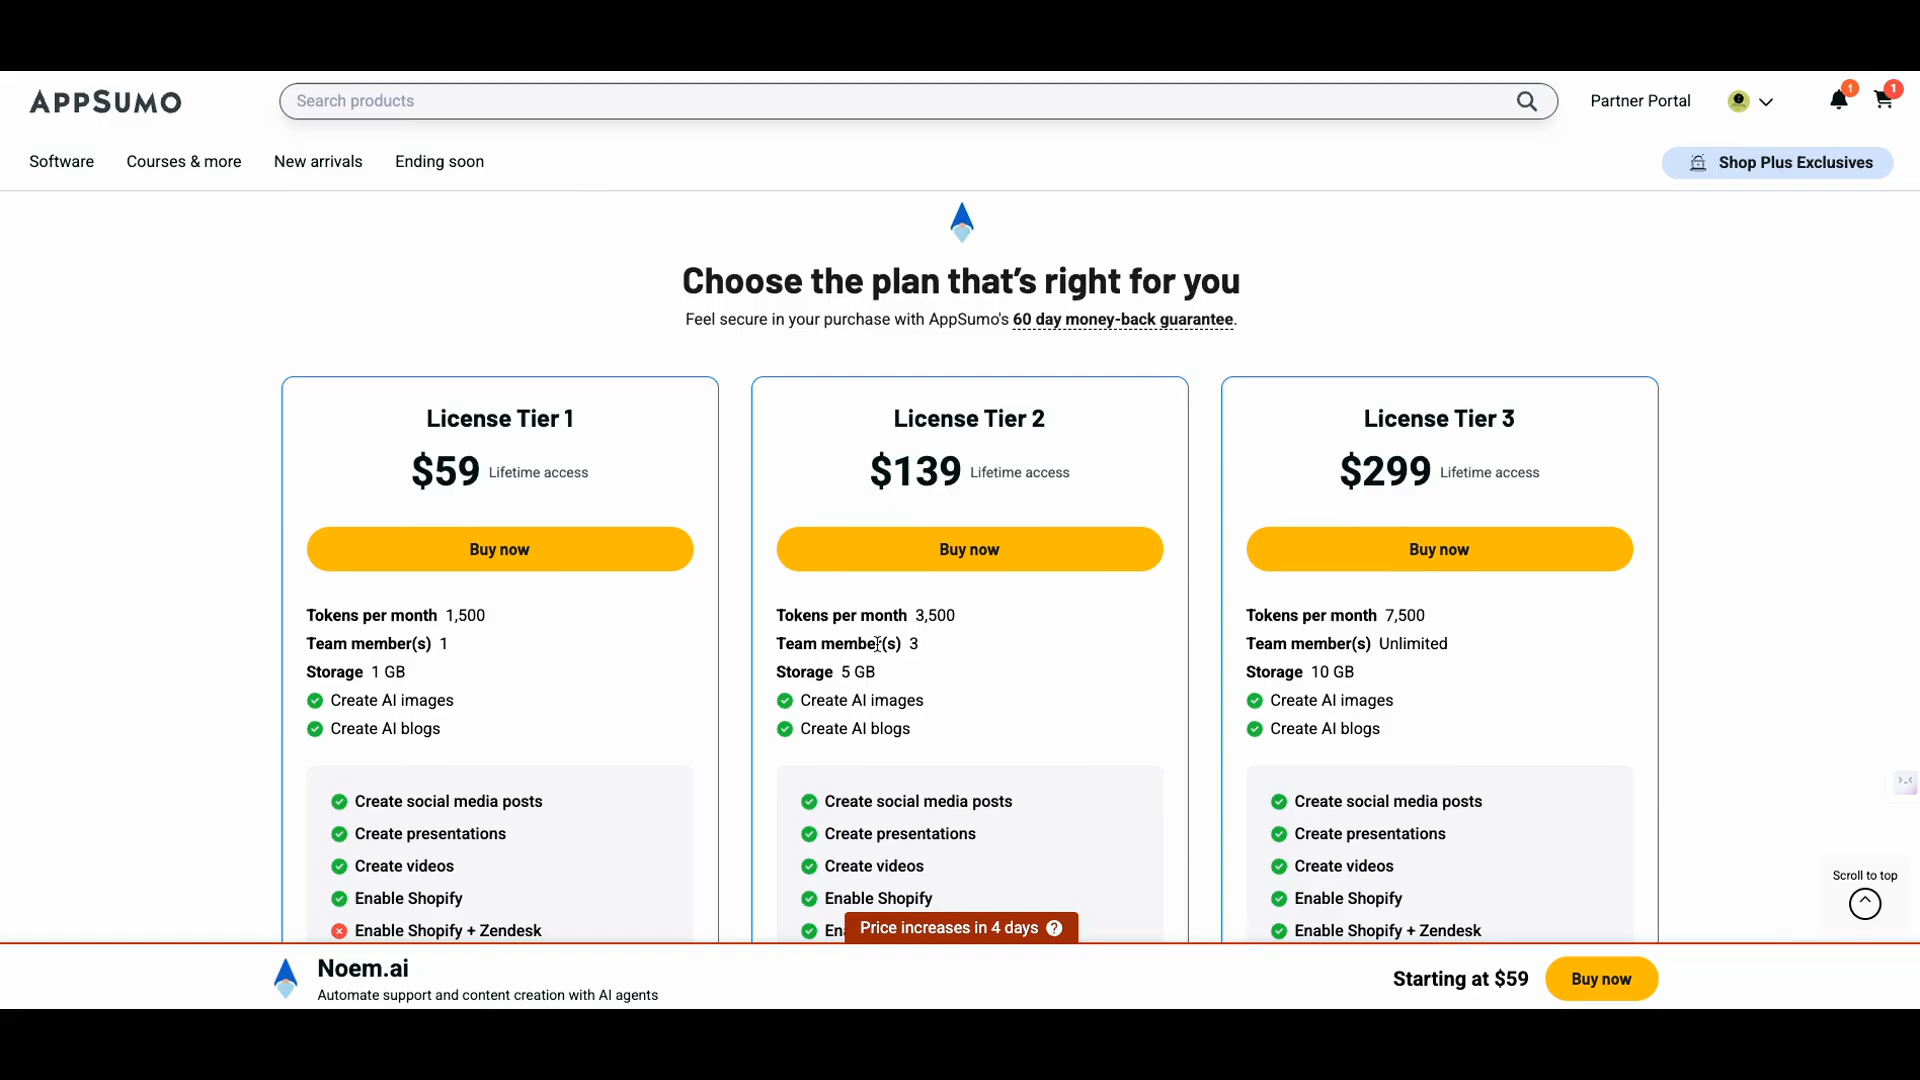 APPSUMO
Search products
Partner Portal
1
1
Software
Courses & more
New arrivals
Ending soon
Shop Plus Exclusives
Choose the plan that's right for you
Feel secure in your purchase with AppSumo's 60 day money-back guarantee.
License Tier 1
$59 Lifetime access
Buy now
Tokens per month 1,500
Team member(s) 1
Storage 1 GB
Create AI images
Create AI blogs
Create social media posts
Create presentations
Create videos
Enable Shopify
Enable Shopify + Zendesk
License Tier 2
$139 Lifetime access
Buy now
Tokens per month 3,500
Team member(s) 3
Storage 5 GB
Create AI images
Create AI blogs
Create social media posts
Create presentations
Create videos
Enable Shopify
License Tier 3
$299 Lifetime access
Buy now
Tokens per month 7,500
Team member(s) Unlimited
Storage 10 GB
Create AI images
Create AI blogs
Create social media posts
Create presentations
Create videos
Enable Shopify
Enable Shopify + Zendesk
Scroll to top
Price increases in 4 days ?
Noem.ai
Automate support and content creation with AI agents
Starting at $59
Buy now